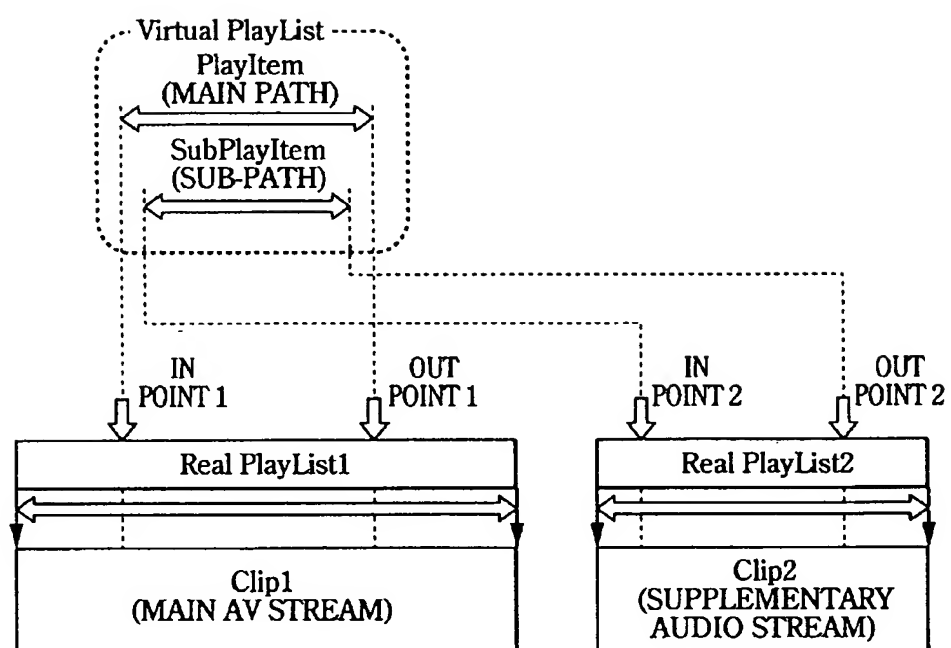 Virtual PlayList
PlayItem
(MAIN PATH)
SubPlayItem
(SUB-PATH)
IN
POINT 1
OUT
POINT 1
IN
POINT 2
OUT
POINT 2
Real PlayList1
Real PlayList2
Clip1
(MAIN AV STREAM)
Clip2
(SUPPLEMENTARY
AUDIO STREAM)